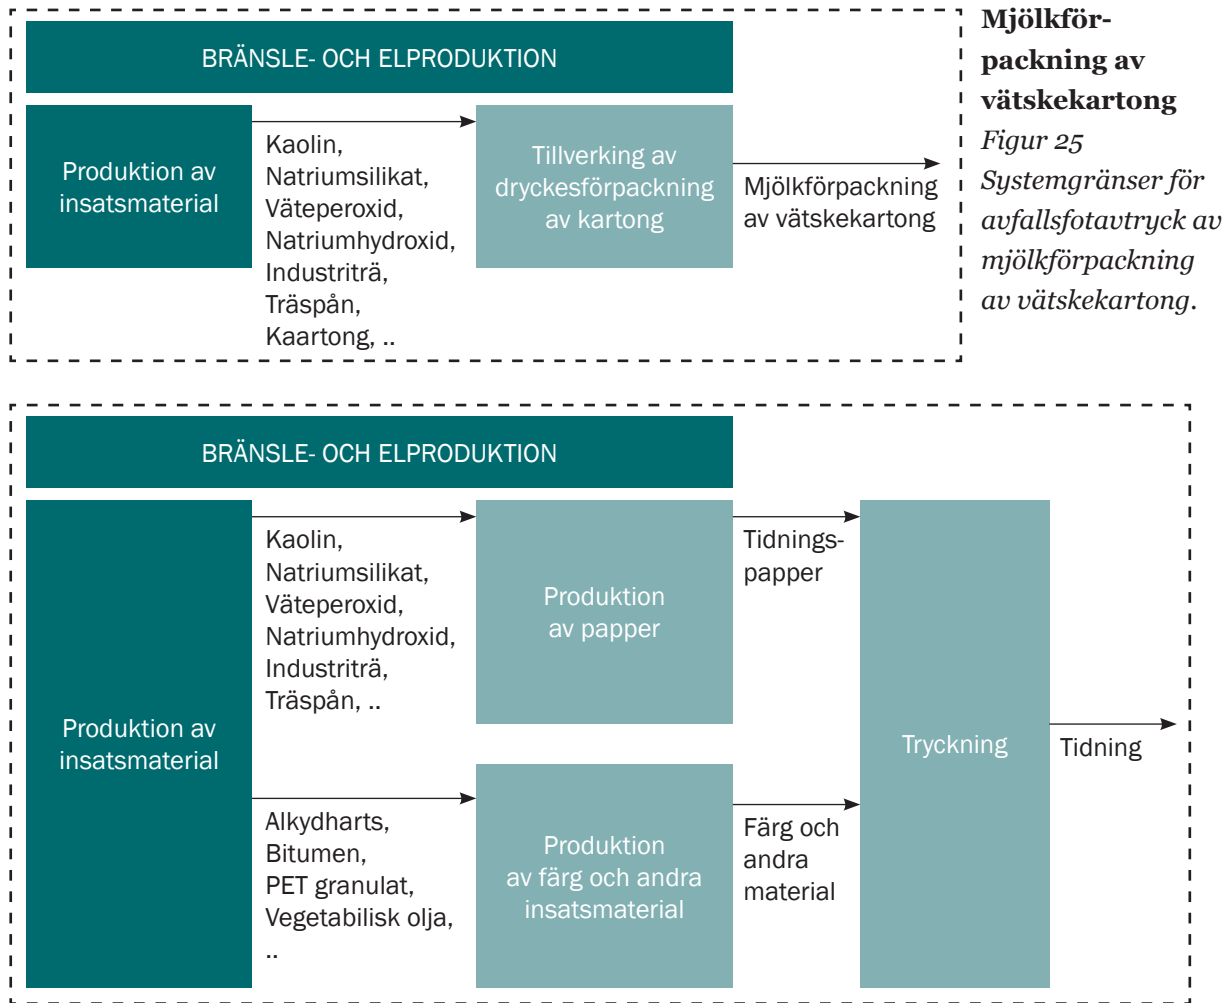 BRÄNSLE- OCH ELPRODUKTION
Produktion av
insatsmaterial
Kaolin,
Natriumsilikat,
Väteperoxid,
Natriumhydroxid,
Industriträ,
Träspån,
Kaartong, ..
Tillverking av
dryckesförpackning
av kartong
Mjölkförpackning
av vätskekartong
Mjölkför-
packning av
vätskekartong
Figur 25
Systemgränser för
avfallsfotavtryck av
mjölkförpackning
av vätskekartong.
BRÄNSLE- OCH ELPRODUKTION
Produktion av
insatsmaterial
Kaolin,
Natriumsilikat,
Väteperoxid,
Natriumhydroxid,
Industriträ,
Träspån, ..
Produktion
av papper
Tidnings-
papper
Alkydharts,
Bitumen,
PET granulat,
Vegetabilisk olja,
..
Produktion
av färg och andra
insatsmaterial
Färg och
andra
material
Tryckning
Tidning